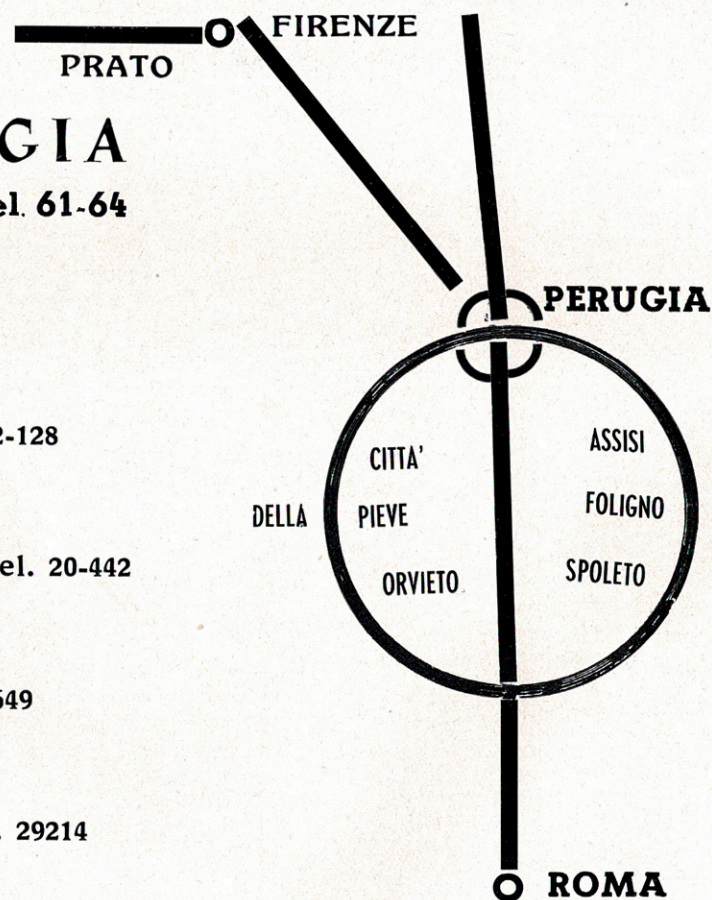 FIRENZE
PRATO
GIA
el. 61-64
PERUGIA
2-128
CITTA'
ASSISI
DELLA PIEVE
FOLIGNO
el. 20-442
ORVIETO
SPOLETO
649
. 29214
ROMA